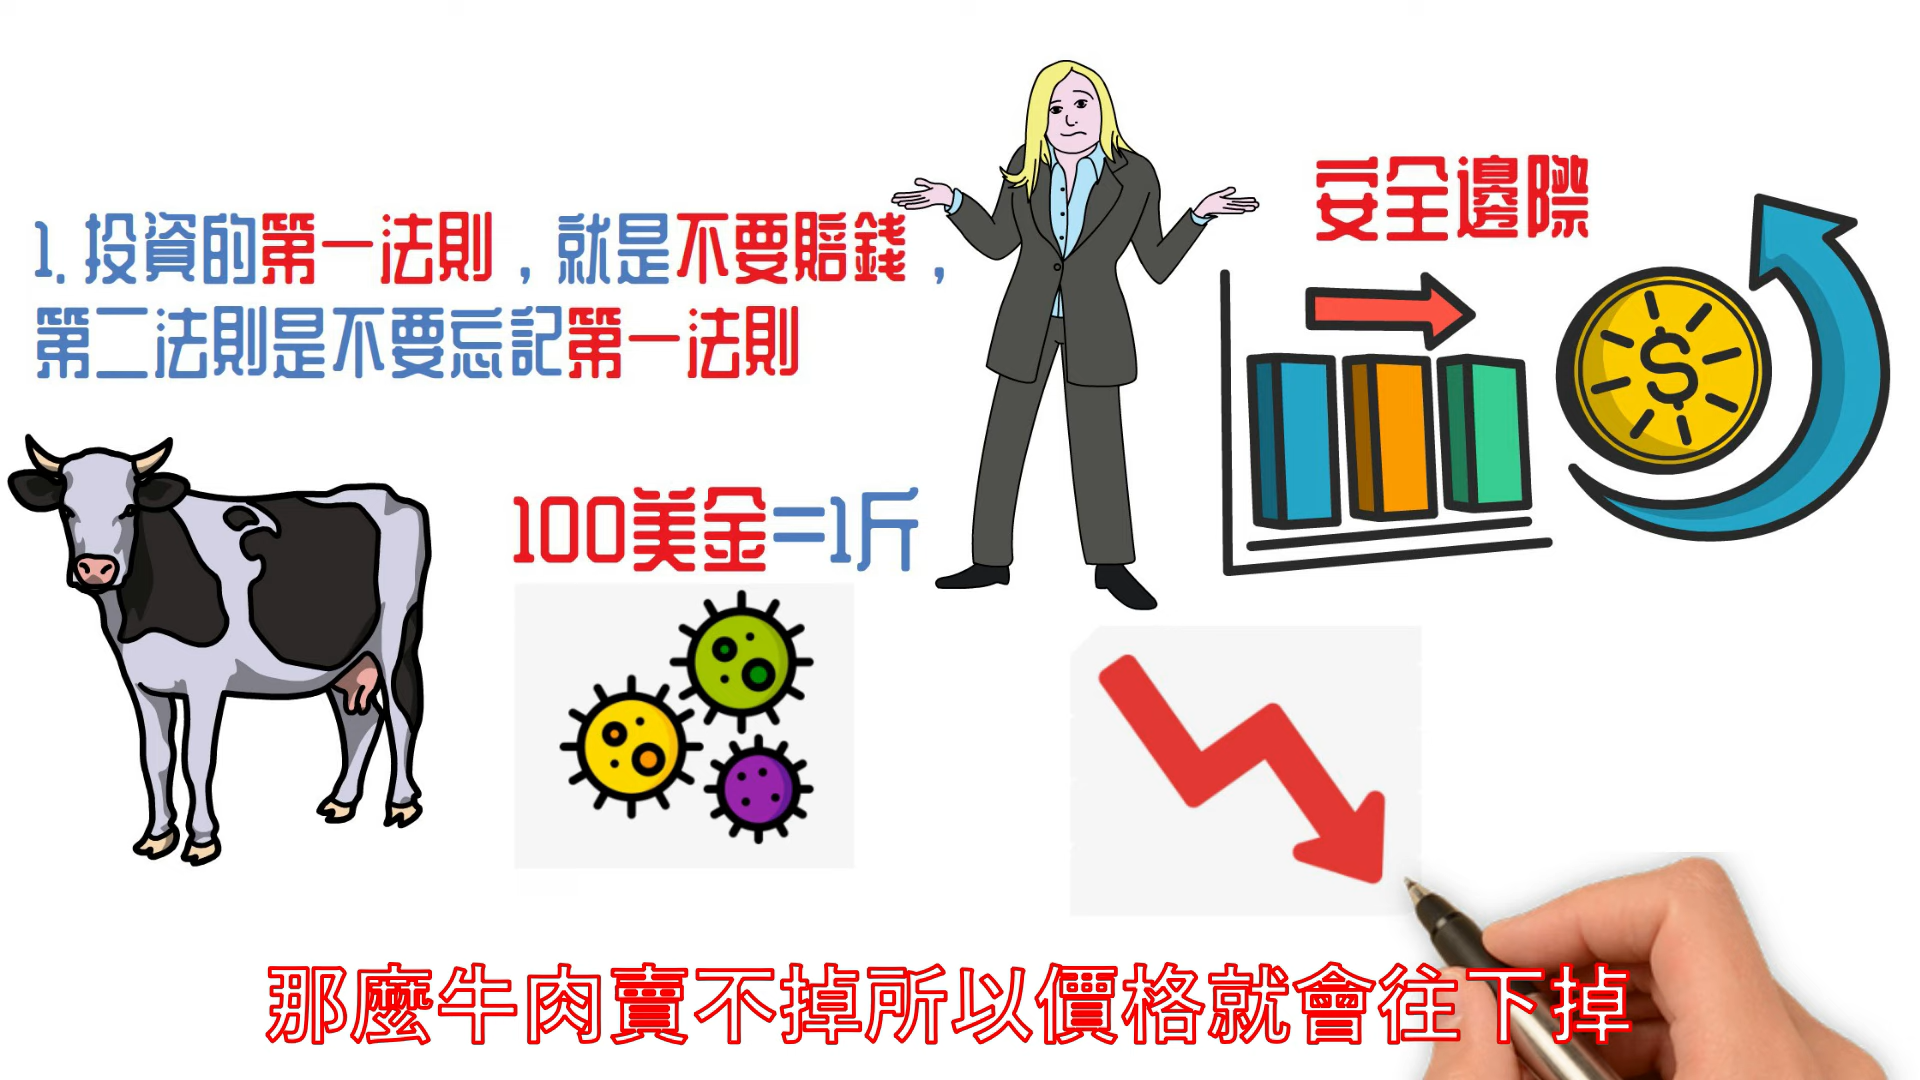 1. 投資的第一法則，就是不要賠錢，
第二法則是不要忘記第一法則
安全邊際
100美金=1斤
$
那麼牛肉賣不掉所以價格就會往下掉